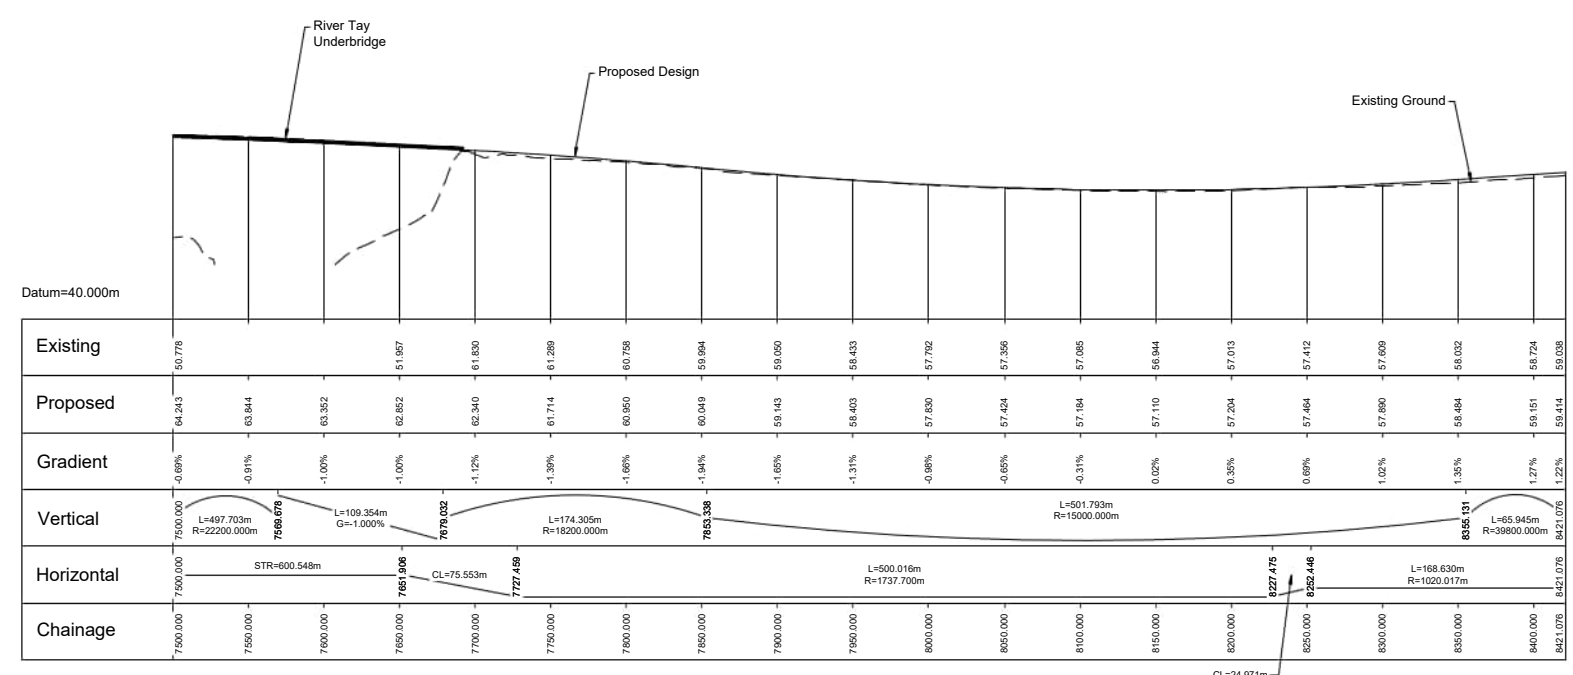 River Tay
Underbridge
Proposed Design
Existing Ground
Datum=40.000m
Existing
50.778 51.957 61.830 61.289 60.758 59.994 59.050 58.433 57.792 57.356 57.085 56.944 57.013 57.412 57.609 58.032 58.724 59.038
Proposed
64.243 63.844 63.352 62.852 62.340 61.714 60.950 60.049 59.143 58.403 57.830 57.424 57.184 57.110 57.204 57.464 57.890 58.484 59.151 59.414
Gradient
-0.69% -0.91% -1.00% -1.00% -1.12% -1.39% -1.66% -1.94% -1.65% -1.31% -0.98% -0.65% -0.31% 0.02% 0.35% 0.69% 1.02% 1.35% 1.27% 1.22%
Vertical
7500.000
L=497.703m
R=22200.000m
7569.678
L=109.354m
G=-1.000%
7679.032
L=174.305m
R=18200.000m
7853.338
L=501.793m
R=15000.000m
8355.131
L=65.945m
R=39800.000m
8421.076
Horizontal
7500.000
STR=600.548m
7651.906
CL=75.553m
7727.459
L=500.016m
R=1737.700m
8227.475
8252.446
L=168.630m
R=1020.017m
8421.076
Chainage
7500.000 7550.000 7600.000 7650.000 7700.000 7750.000 7800.000 7850.000 7900.000 7950.000 8000.000 8050.000 8100.000 8150.000 8200.000 8250.000 8300.000 8350.000 8400.000 8421.076
CL=24.971m